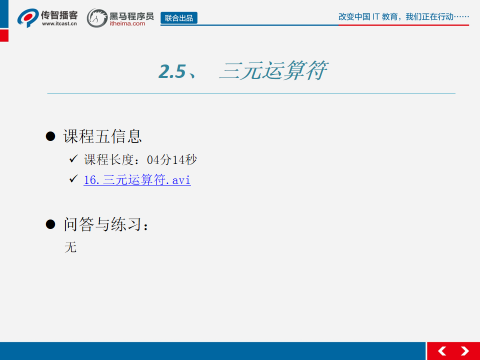 传智播客
www.itcast.cn
黑马程序员
itheima.com
联合出品
改变中国 IT 教育，我们正在行动……
2.5、 三元运算符
课程五信息
课程长度：04分14秒
16.三元运算符.avi
问答与练习：
无